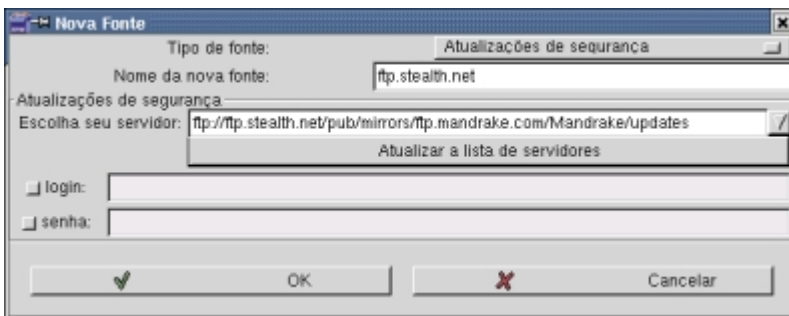 Nova Fonte
Tipo de fonte: Atualizações de segurança
Nome da nova fonte: ftp.stealth.net
Atualizações de segurança
Escolha seu servidor: ftp://ftp.stealth.net/pub/mirrors/ftp.mandrake.com/Mandrake/updates
Atualizar a lista de servidores
login:
senha:
OK Cancelar